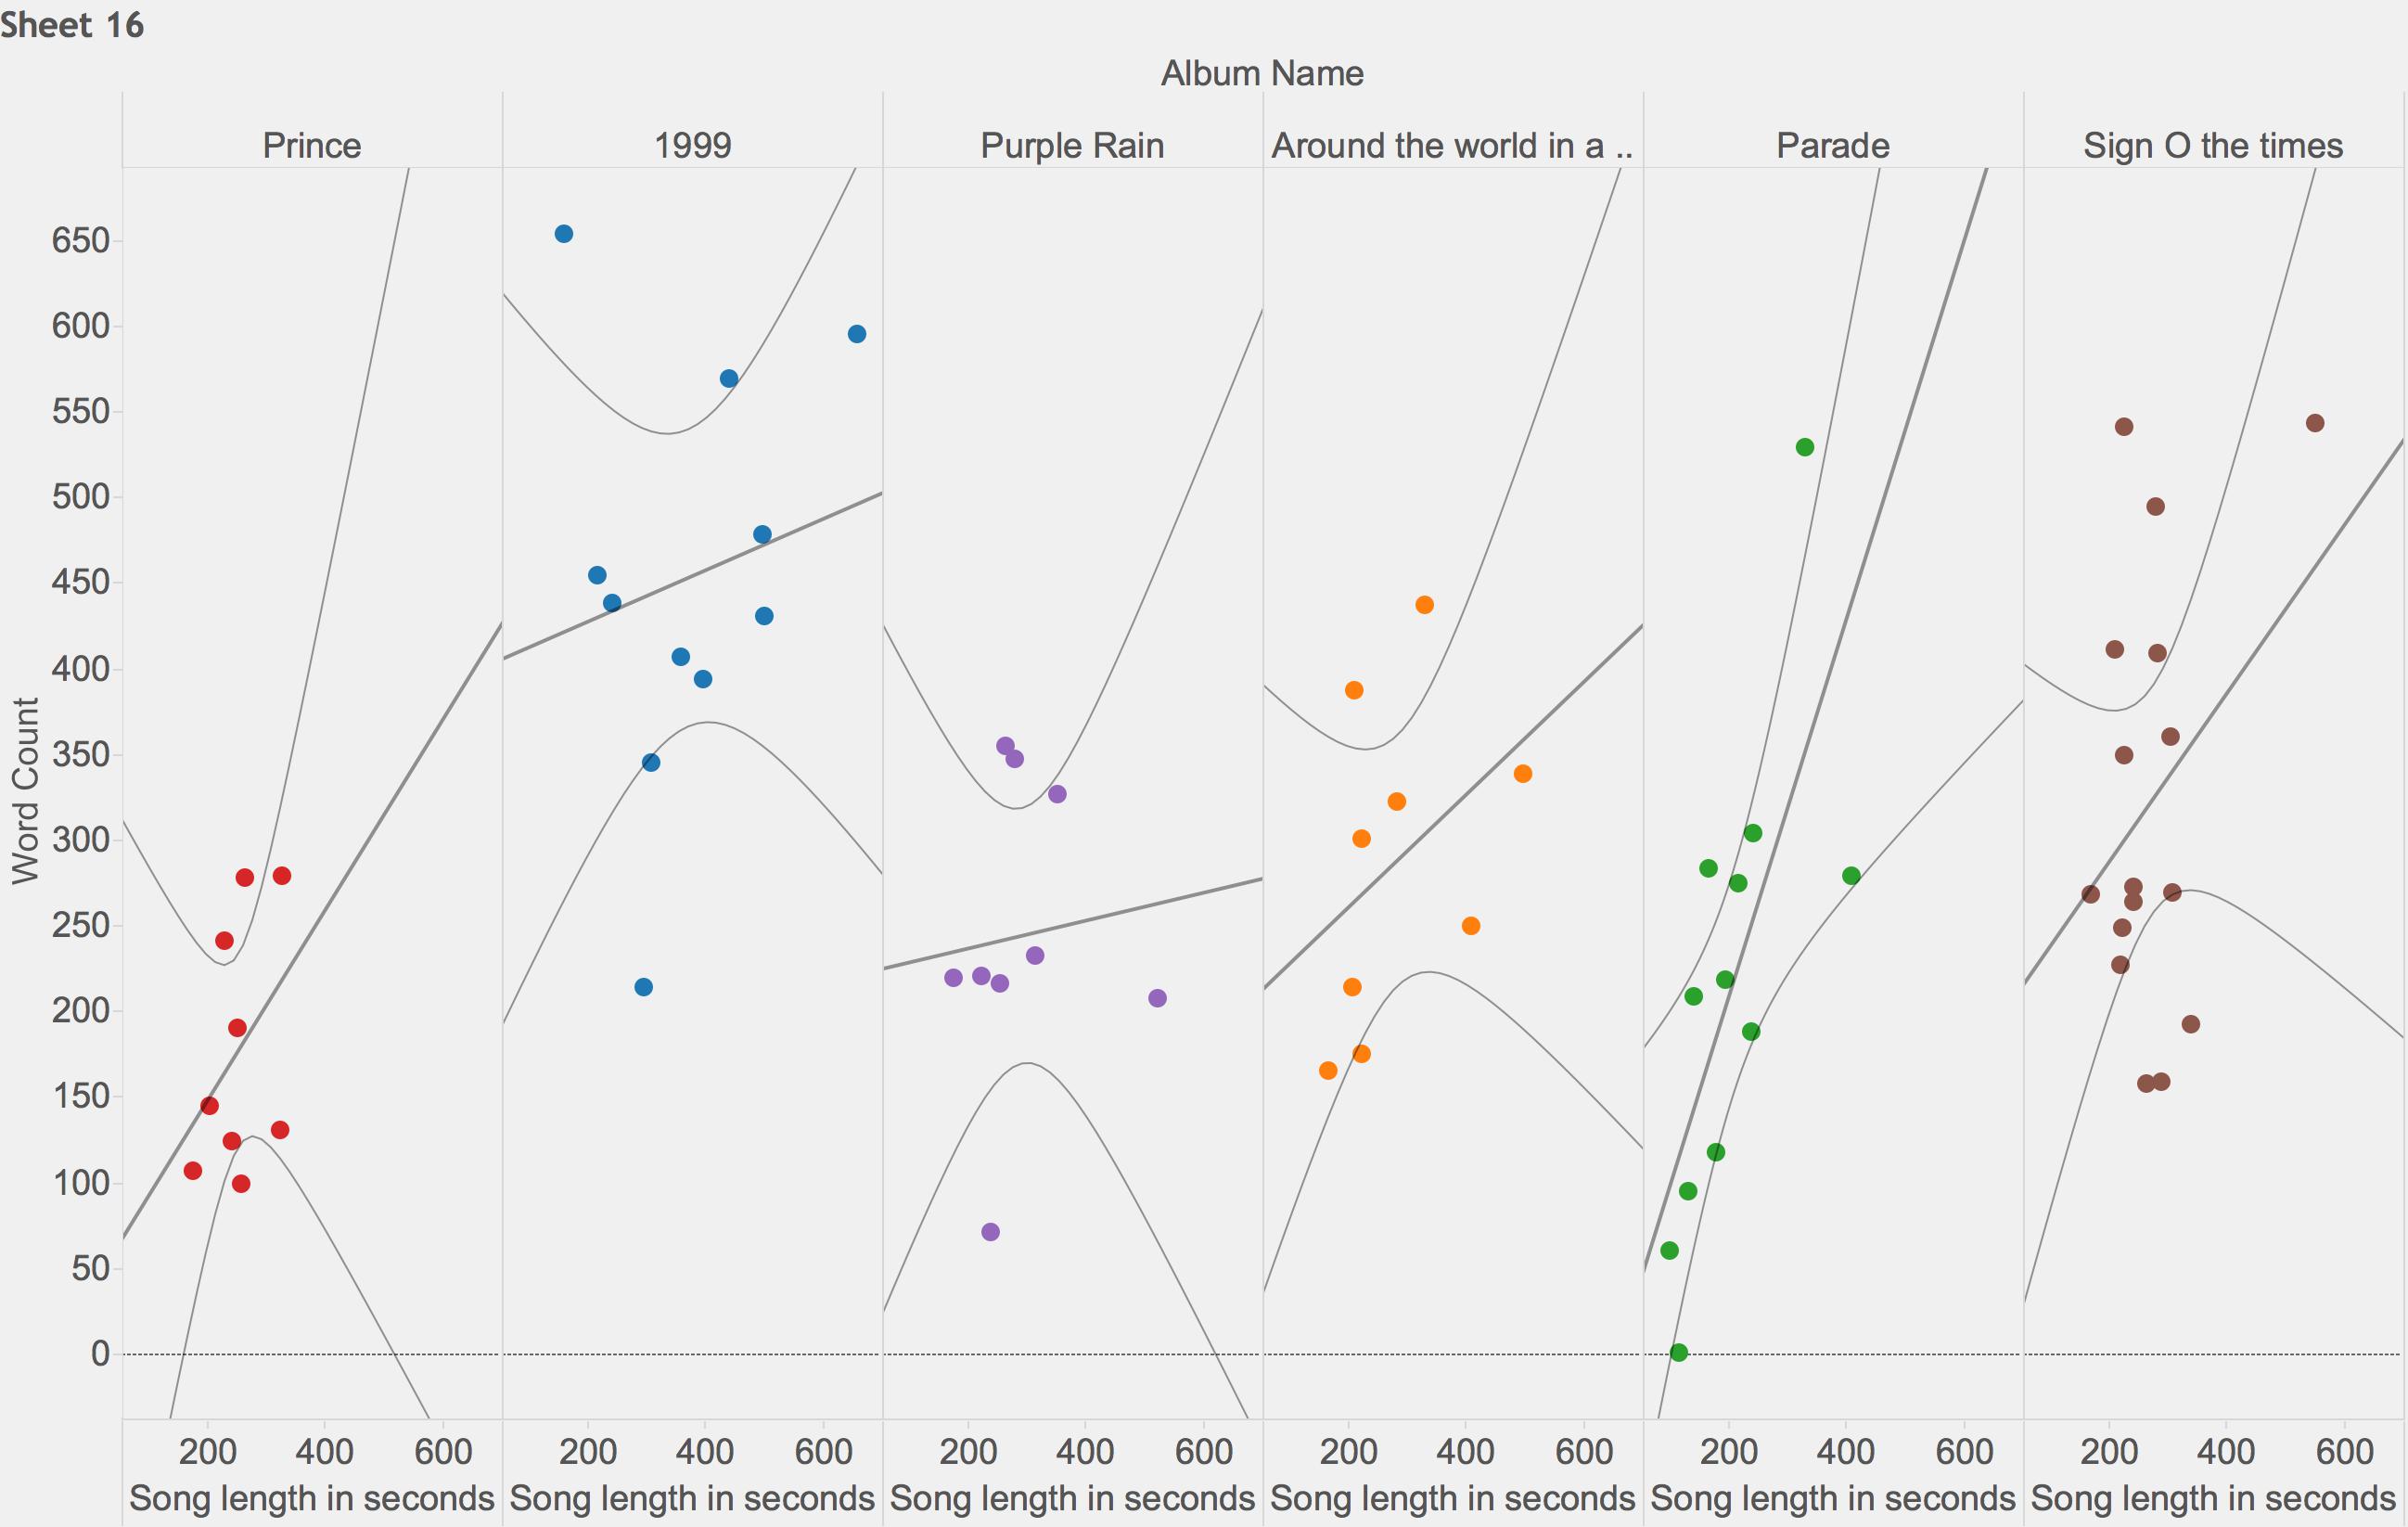 Sheet 16
Album Name
Prince 1999 Purple Rain Around the world in a .. Parade Sign O the times
Word Count
650
600
550
500
450
400
350
300
250
200
150
100
50
0
200 400 600 200 400 600 200 400 600 200 400 600 200 400 600 200 400 600
Song length in seconds Song length in seconds Song length in seconds Song length in seconds Song length in seconds Song length in seconds